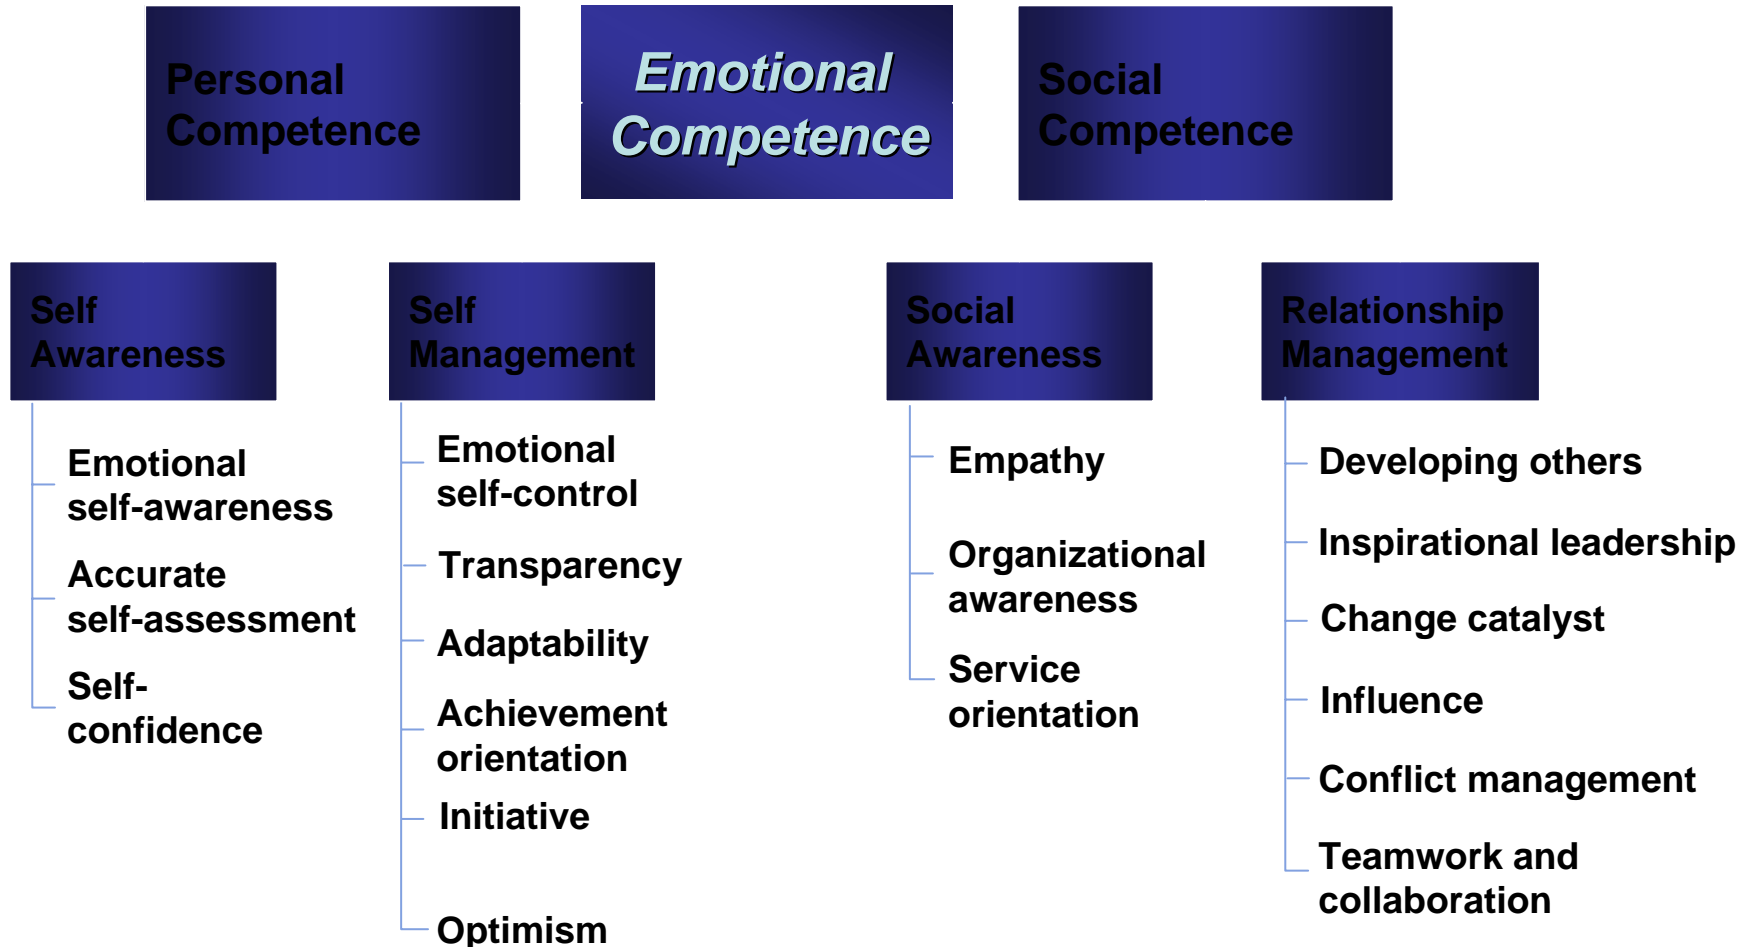 Personal
Competence
Emotional
Competence
Social
Competence
Self
Awareness
Emotional
self-awareness
Accurate
self-assessment
Self-
confidence
Self
Management
Emotional
self-control
Transparency
Adaptability
Achievement
orientation
Initiative
Optimism
Social
Awareness
Empathy
Organizational
awareness
Service
orientation
Relationship
Management
Developing others
Inspirational leadership
Change catalyst
Influence
Conflict management
Teamwork and
collaboration